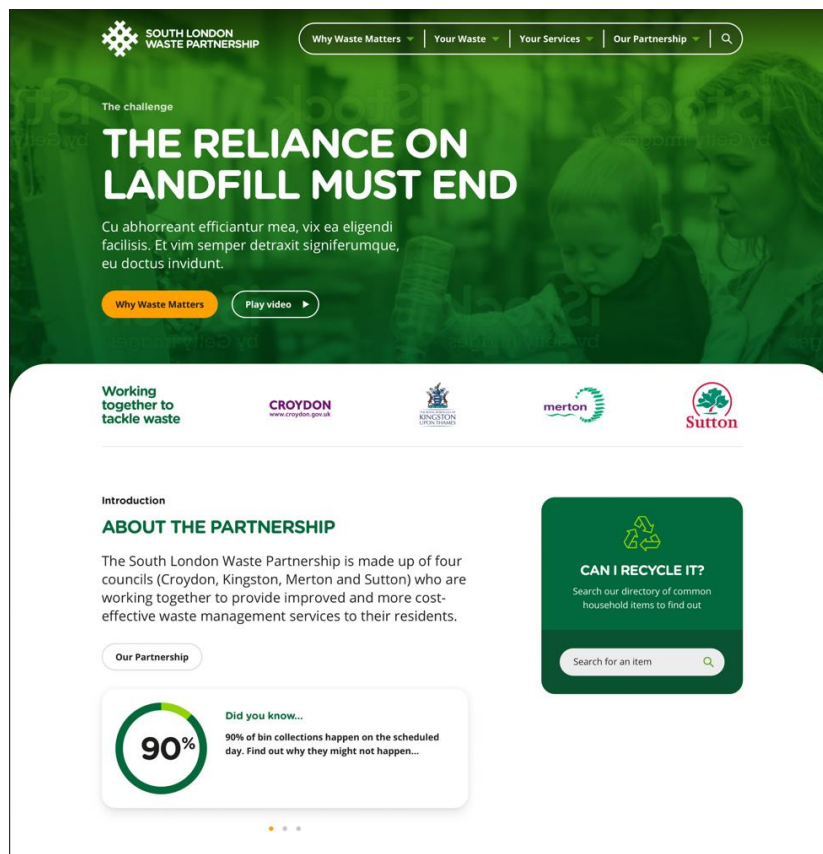 SOUTH LONDON
WASTE PARTNERSHIP
Why Waste Matters
Your Waste
Your Services
Our Partnership
The challenge
THE RELIANCE ON
LANDFILL MUST END
Cu abhorreant efficiantur mea, vix ea eligendi
facilisis. Et vim semper detraxit signiferumque,
eu doctus invidunt.
Why Waste Matters
Play video
iStock
by Getty Images
Working
together to
tackle waste
CROYDON
www.croydon.gov.uk
KINGSTON
UPON THAMES
merton
Sutton
Introduction
ABOUT THE PARTNERSHIP
The South London Waste Partnership is made up of four
councils (Croydon, Kingston, Merton and Sutton) who are
working together to provide improved and more cost-
effective waste management services to their residents.
Our Partnership
90%
Did you know...
90% of bin collections happen on the scheduled
day. Find out why they might not happen...
CAN I RECYCLE IT?
Search our directory of common
household items to find out
Search for an item